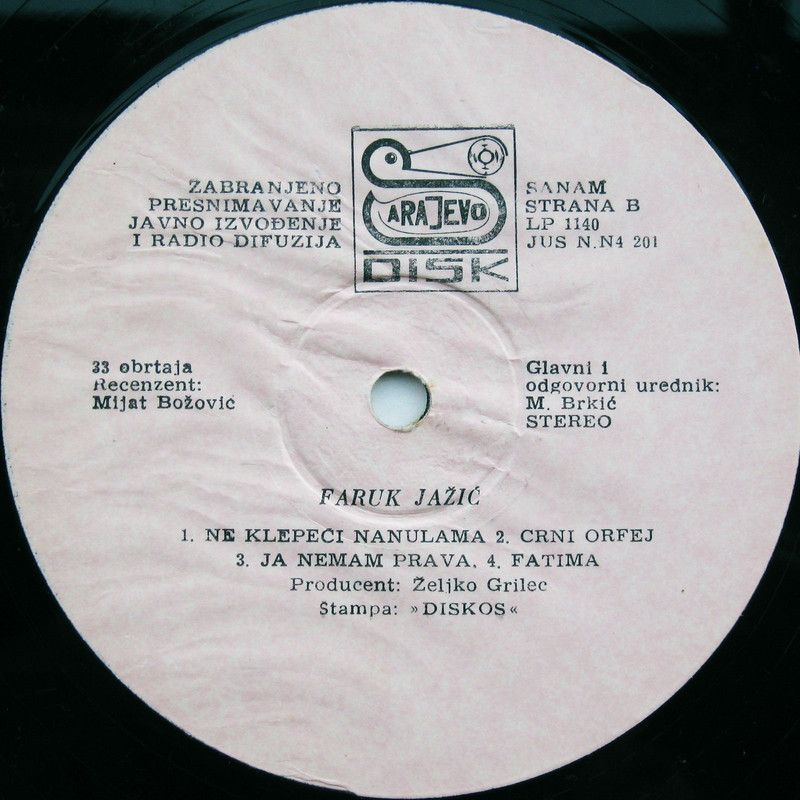 ZABRANJENO
PRESNIMAVANJE
JAVNO IZVOĐENJE
I RADIO DIFUZIJA
SARAJEVO
DISK
SANAM
STRANA B
LP 1140
JUS N.N4 201
33 obrtaja
Recenzent:
Mijat Božović
Glavni i
odgovorni urednik:
M. Brkić
STEREO
FARUK JAŽIĆ
1. NE KLEPEĆI NANULAMA 2. CRNI ORFEJ
3. JA NEMAM PRAVA, 4. FATIMA
Producent: Željko Grilec
Štampa: »DISKOS«